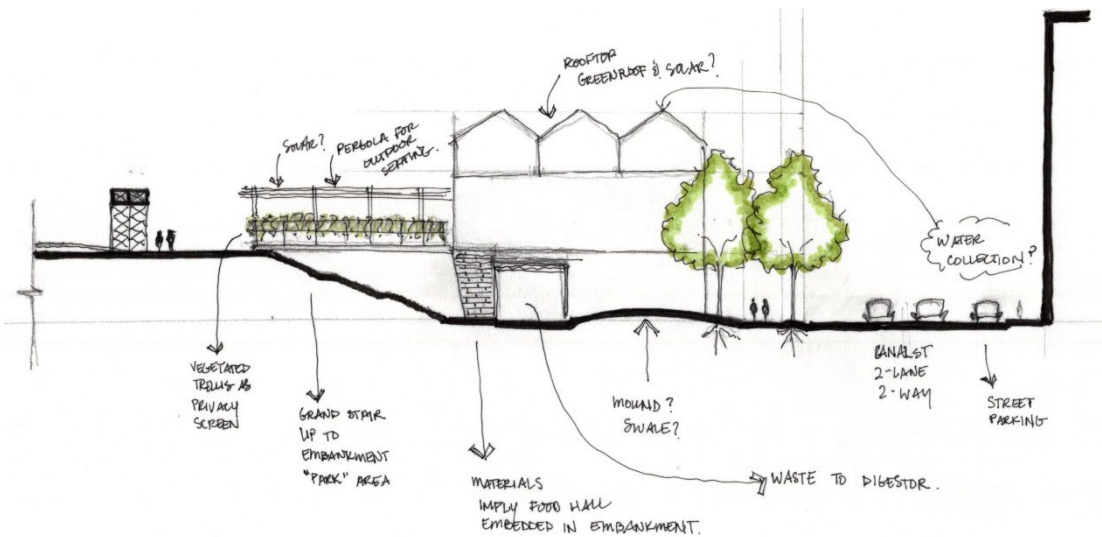 ROOFTOP
GREENROOF & SOLAR?
SOLAR?
PERGOLA FOR
OUTDOOR
SEATING.
WATER
COLLECTION?
VEGETATED
TRELLIS AS
PRIVACY
SCREEN
GRAND STAIR
UP TO
EMBANKMENT
"PARK" AREA
MATERIALS
IMPLY FOOD HALL
EMBEDDED IN EMBANKMENT.
MOUND?
SWALE?
WASTE TO DIGESTOR.
CANAL ST
2-LANE
2-WAY
STREET
PARKING